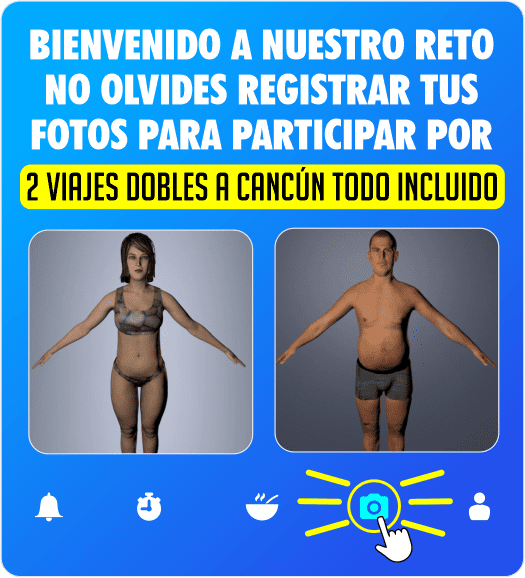 BIENVENIDO A NUESTRO RETO
NO OLVIDES REGISTRAR TUS
FOTOS PARA PARTICIPAR POR
2 VIAJES DOBLES A CANCÚN TODO INCLUIDO